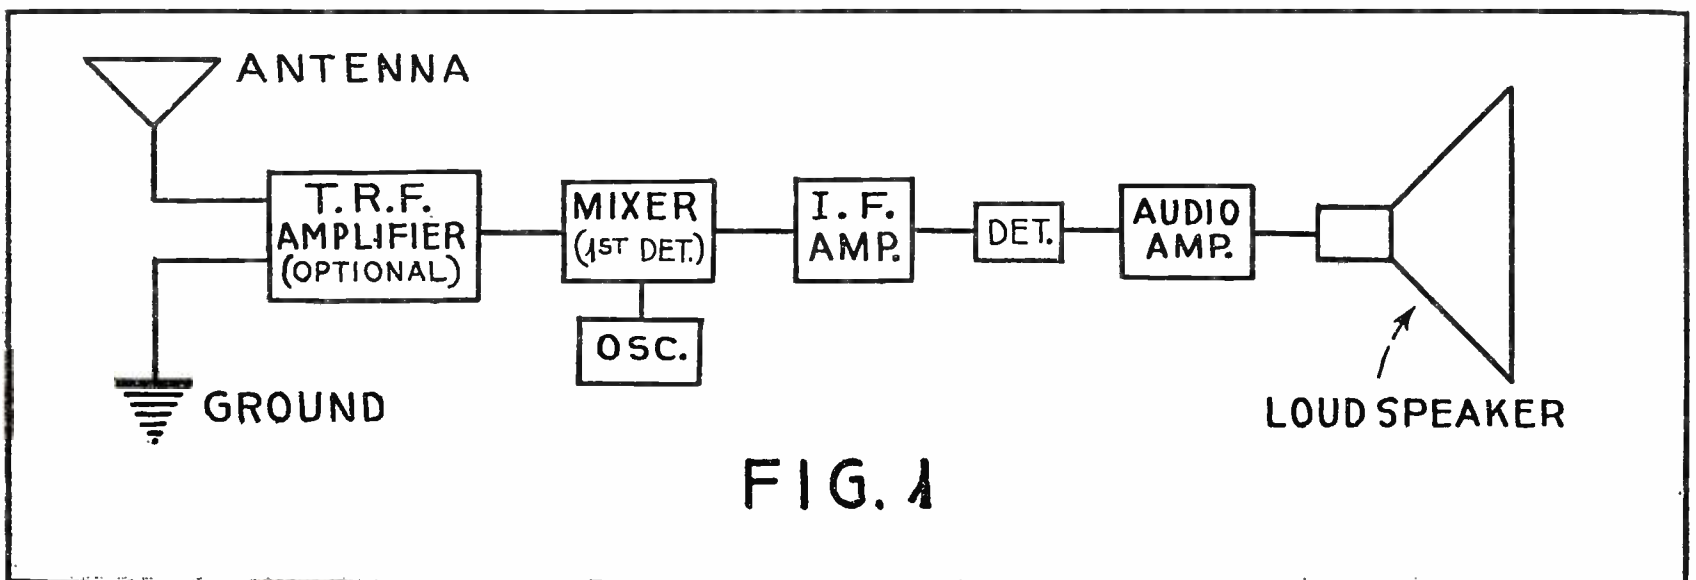 ANTENNA
T.R.F.
AMPLIFIER
(OPTIONAL)
MIXER
(1ST DET.)
I.F.
AMP.
DET.
AUDIO
AMP.
OSC.
GROUND
LOUD SPEAKER
FIG. 1